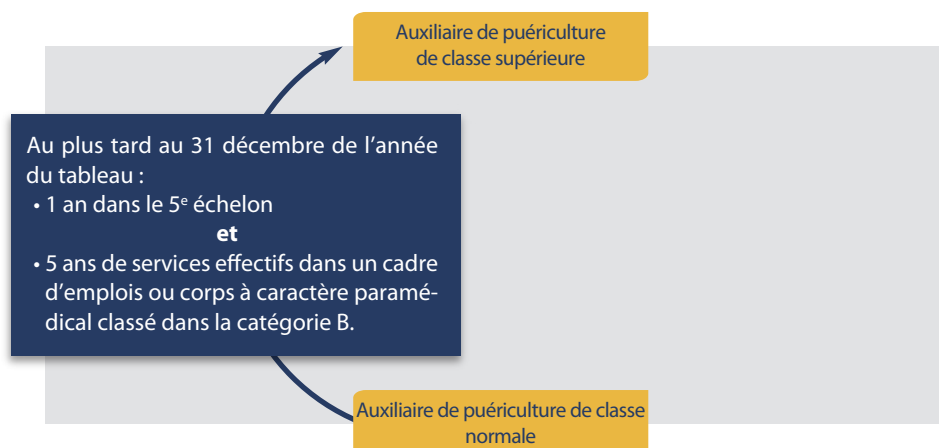 Auxiliaire de puériculture
de classe supérieure
Au plus tard au 31 décembre de l’année
du tableau :
• 1 an dans le 5e échelon
et
• 5 ans de services effectifs dans un cadre
d’emplois ou corps à caractère paramé-
dical classé dans la catégorie B.
Auxiliaire de puériculture de classe
normale